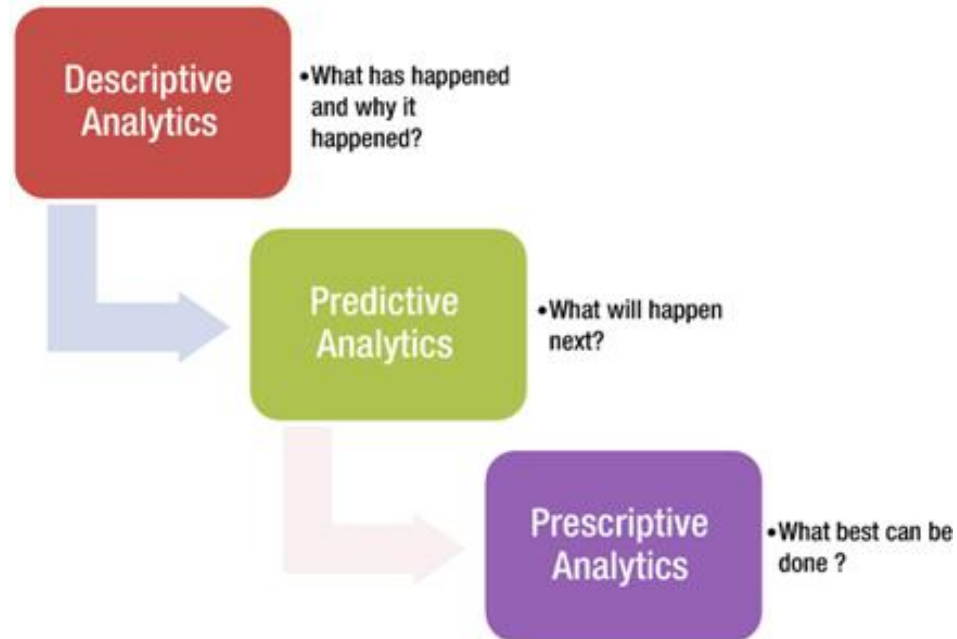 Descriptive
Analytics
•What has happened
and why it
happened?
Predictive
Analytics
•What will happen
next?
Prescriptive
Analytics
•What best can be
done ?